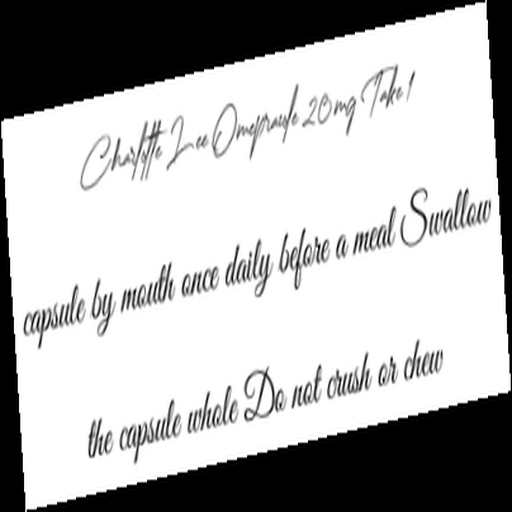 Charlotte Lee Omeprazole 20mg Take 1
capsule by mouth once daily before a meal Swallow
the capsule whole Do not crush or chew